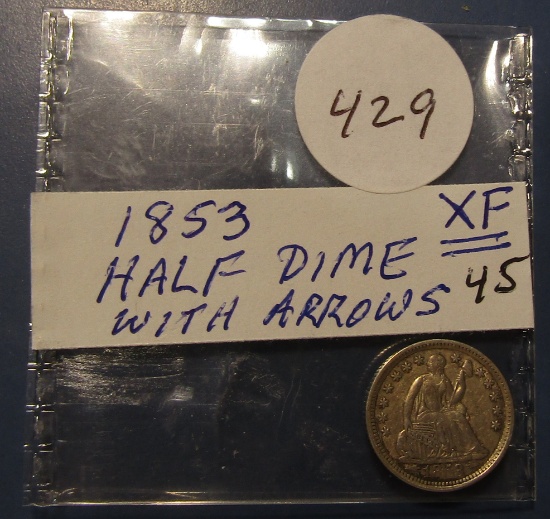 429
1853 XF
HALF DIME 45
WITH ARROWS